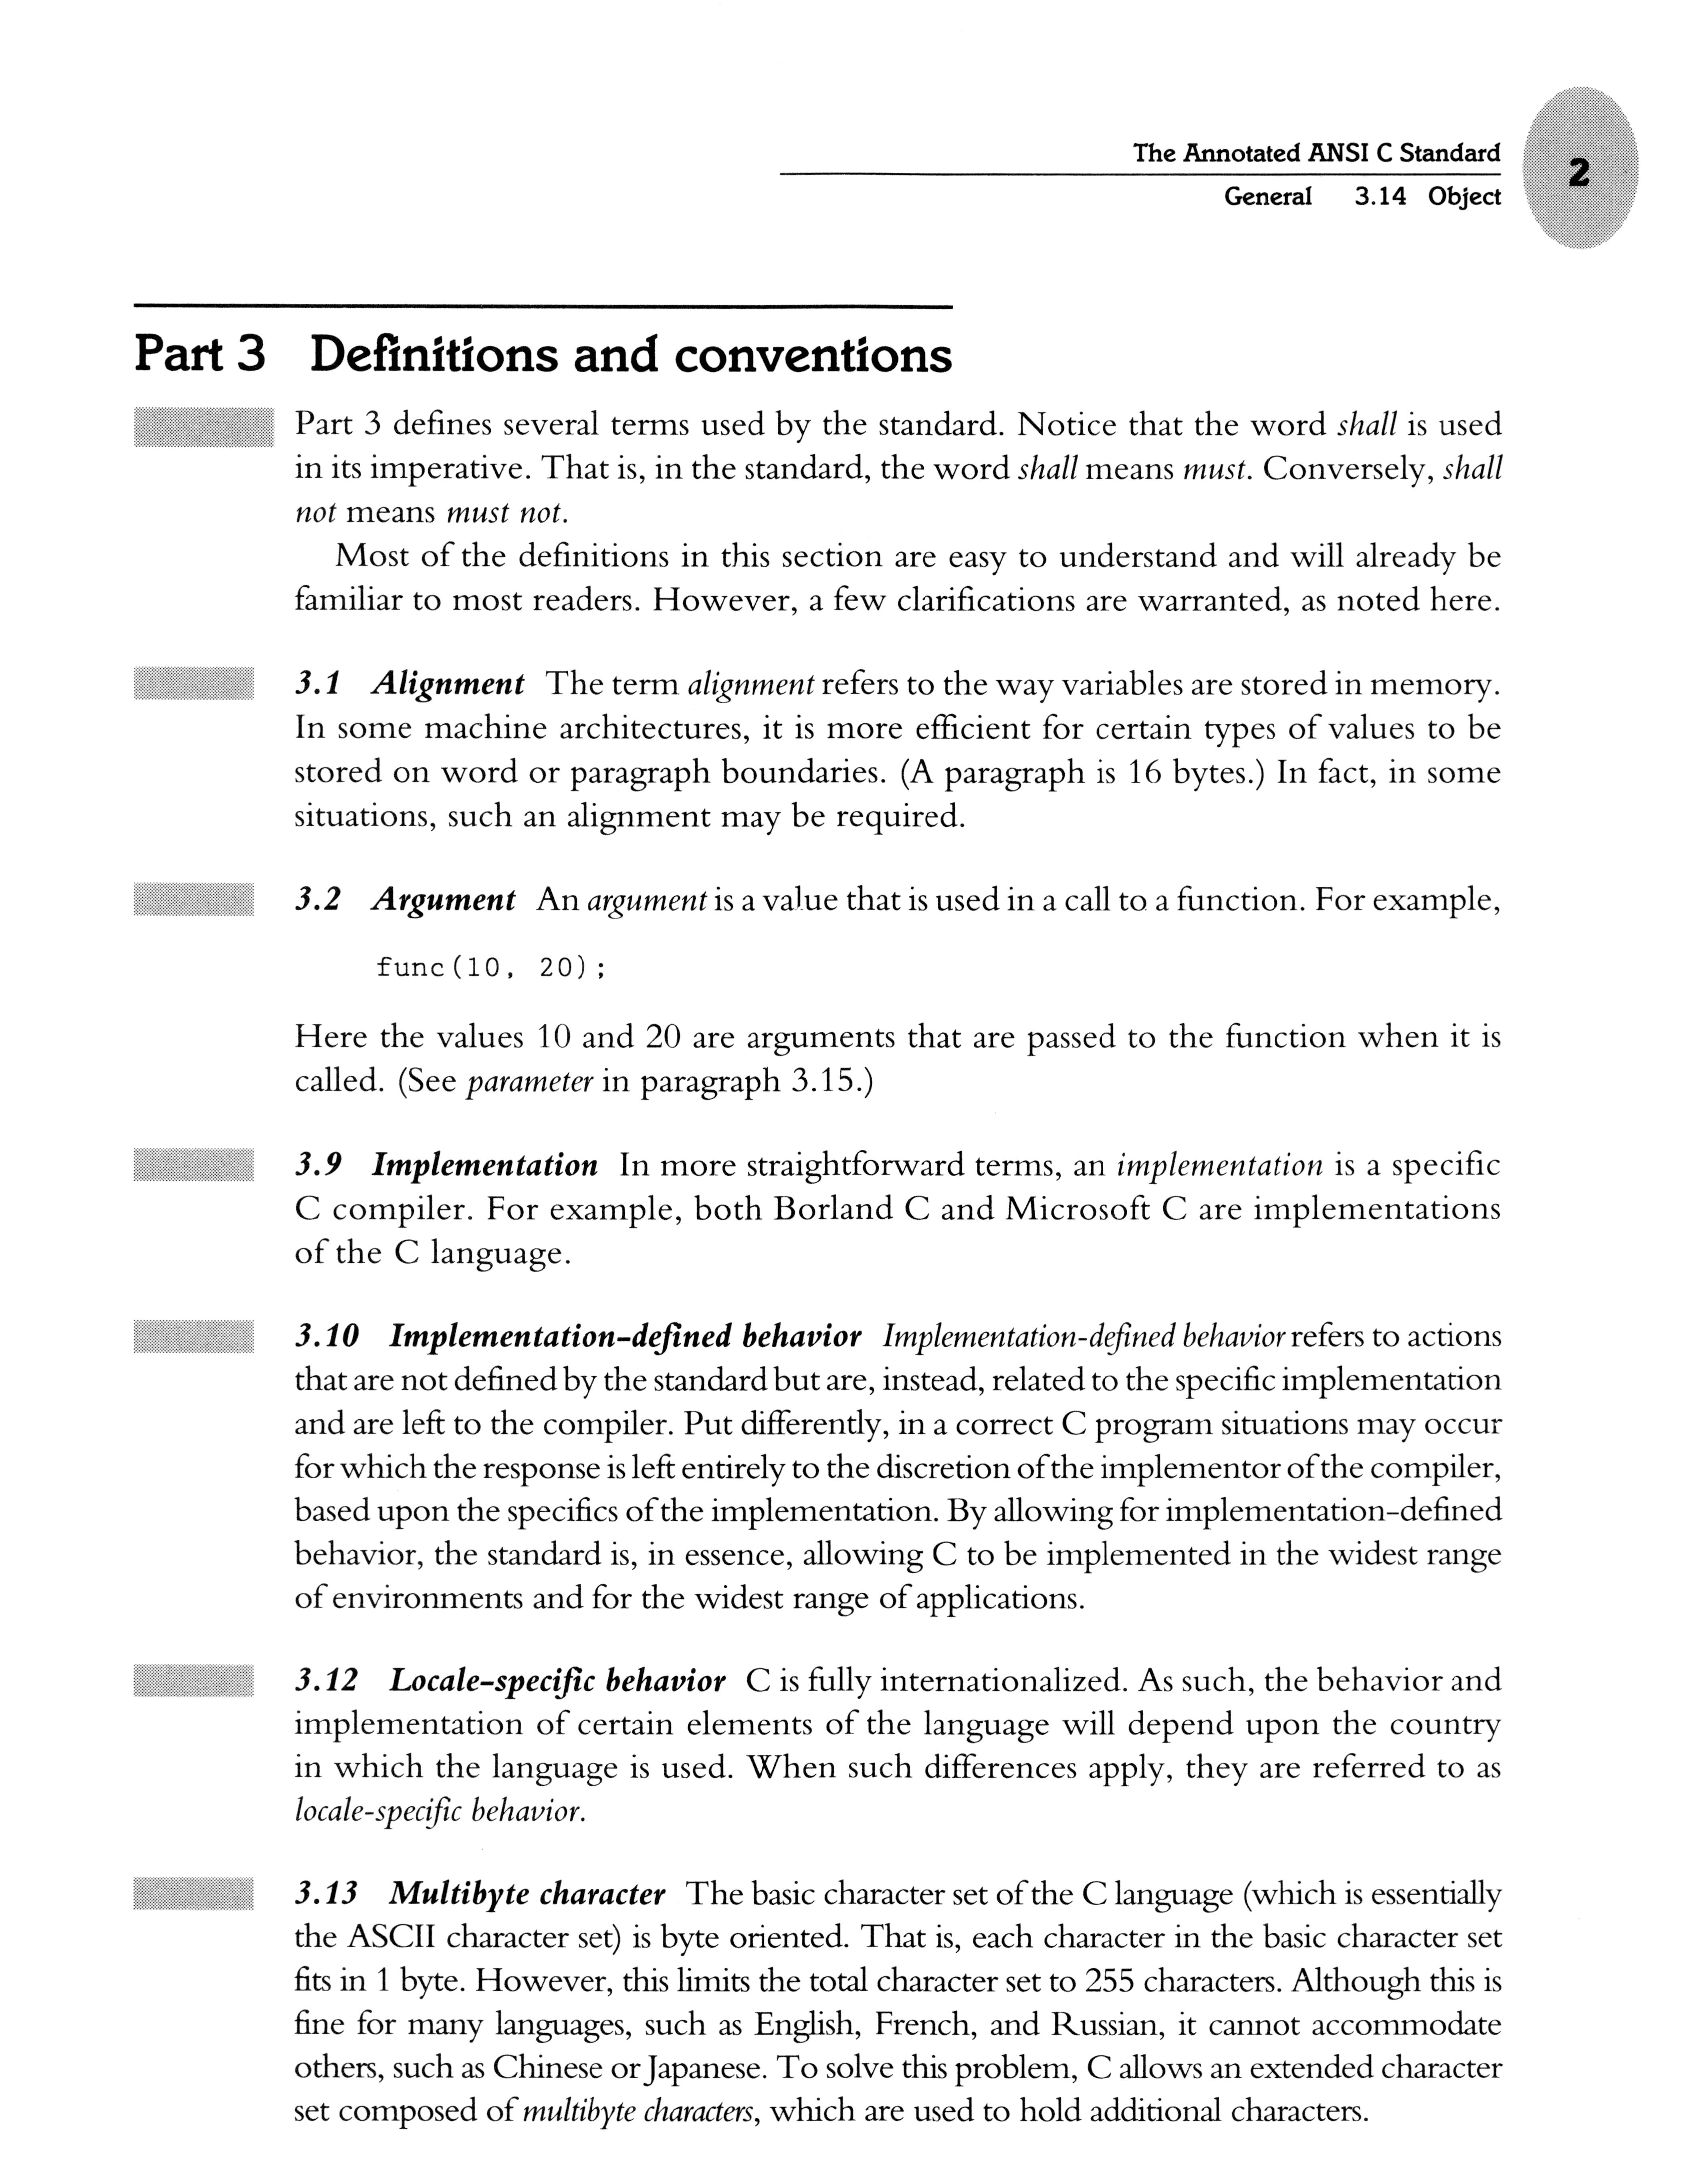 The Annotated ANSI C Standard
2
General 3.14 Object
Part 3 Definitions and conventions
Part 3 defines several terms used by the standard. Notice that the word shall is used
in its imperative. That is, in the standard, the word shall means must. Conversely, shall
not means must not.
Most of the definitions in this section are easy to understand and will already be
familiar to most readers. However, a few clarifications are warranted, as noted here.
3.1 Alignment The term alignment refers to the way variables are stored in memory.
In some machine architectures, it is more efficient for certain types of values to be
stored on word or paragraph boundaries. (A paragraph is 16 bytes.) In fact, in some
situations, such an alignment may be required.
3.2 Argument An argument is a value that is used in a call to a function. For example,
func(10, 20);
Here the values 10 and 20 are arguments that are passed to the function when it is
called. (See parameter in paragraph 3.15.)
3.9 Implementation In more straightforward terms, an implementation is a specific
C compiler. For example, both Borland C and Microsoft C are implementations
of the C language.
3.10 Implementation-defined behavior Implementation-defined behavior refers to actions
that are not defined by the standard but are, instead, related to the specific implementation
and are left to the compiler. Put differently, in a correct C program situations may occur
for which the response is left entirely to the discretion of the implementor of the compiler,
based upon the specifics of the implementation. By allowing for implementation-defined
behavior, the standard is, in essence, allowing C to be implemented in the widest range
of environments and for the widest range of applications.
3.12 Locale-specific behavior C is fully internationalized. As such, the behavior and
implementation of certain elements of the language will depend upon the country
in which the language is used. When such differences apply, they are referred to as
locale-specific behavior.
3.13 Multibyte character The basic character set of the C language (which is essentially
the ASCII character set) is byte oriented. That is, each character in the basic character set
fits in 1 byte. However, this limits the total character set to 255 characters. Although this is
fine for many languages, such as English, French, and Russian, it cannot accommodate
others, such as Chinese or Japanese. To solve this problem, C allows an extended character
set composed of multibyte characters, which are used to hold additional characters.